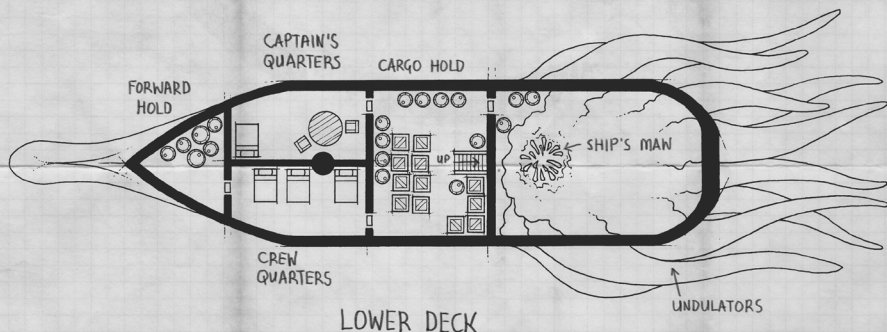 CAPTAIN'S
QUARTERS
CARGO HOLD
FORWARD
HOLD
SHIP'S MAW
UP
CREW
QUARTERS
UNDULATORS
LOWER DECK